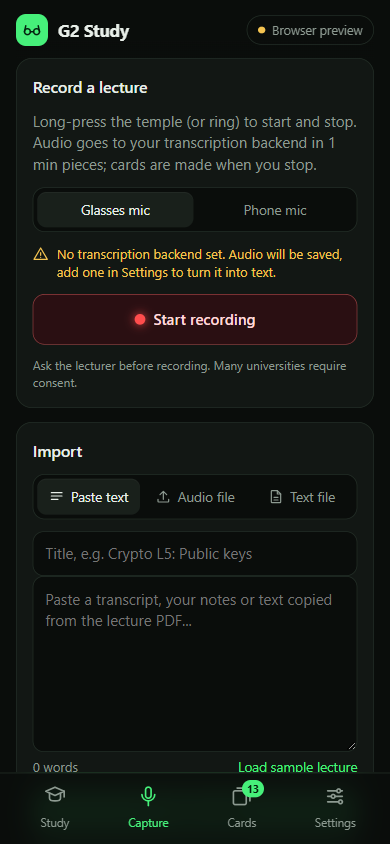 G2 Study
Browser preview
Record a lecture
Long-press the temple (or ring) to start and stop.
Audio goes to your transcription backend in 1
min pieces; cards are made when you stop.
Glasses mic
Phone mic
No transcription backend set. Audio will be saved,
add one in Settings to turn it into text.
Start recording
Ask the lecturer before recording. Many universities require
consent.
Import
Paste text
Audio file
Text file
Title, e.g. Crypto L5: Public keys
Paste a transcript, your notes or text copied
from the lecture PDF...
0 words
Load sample lecture
13
Study
Capture
Cards
Settings